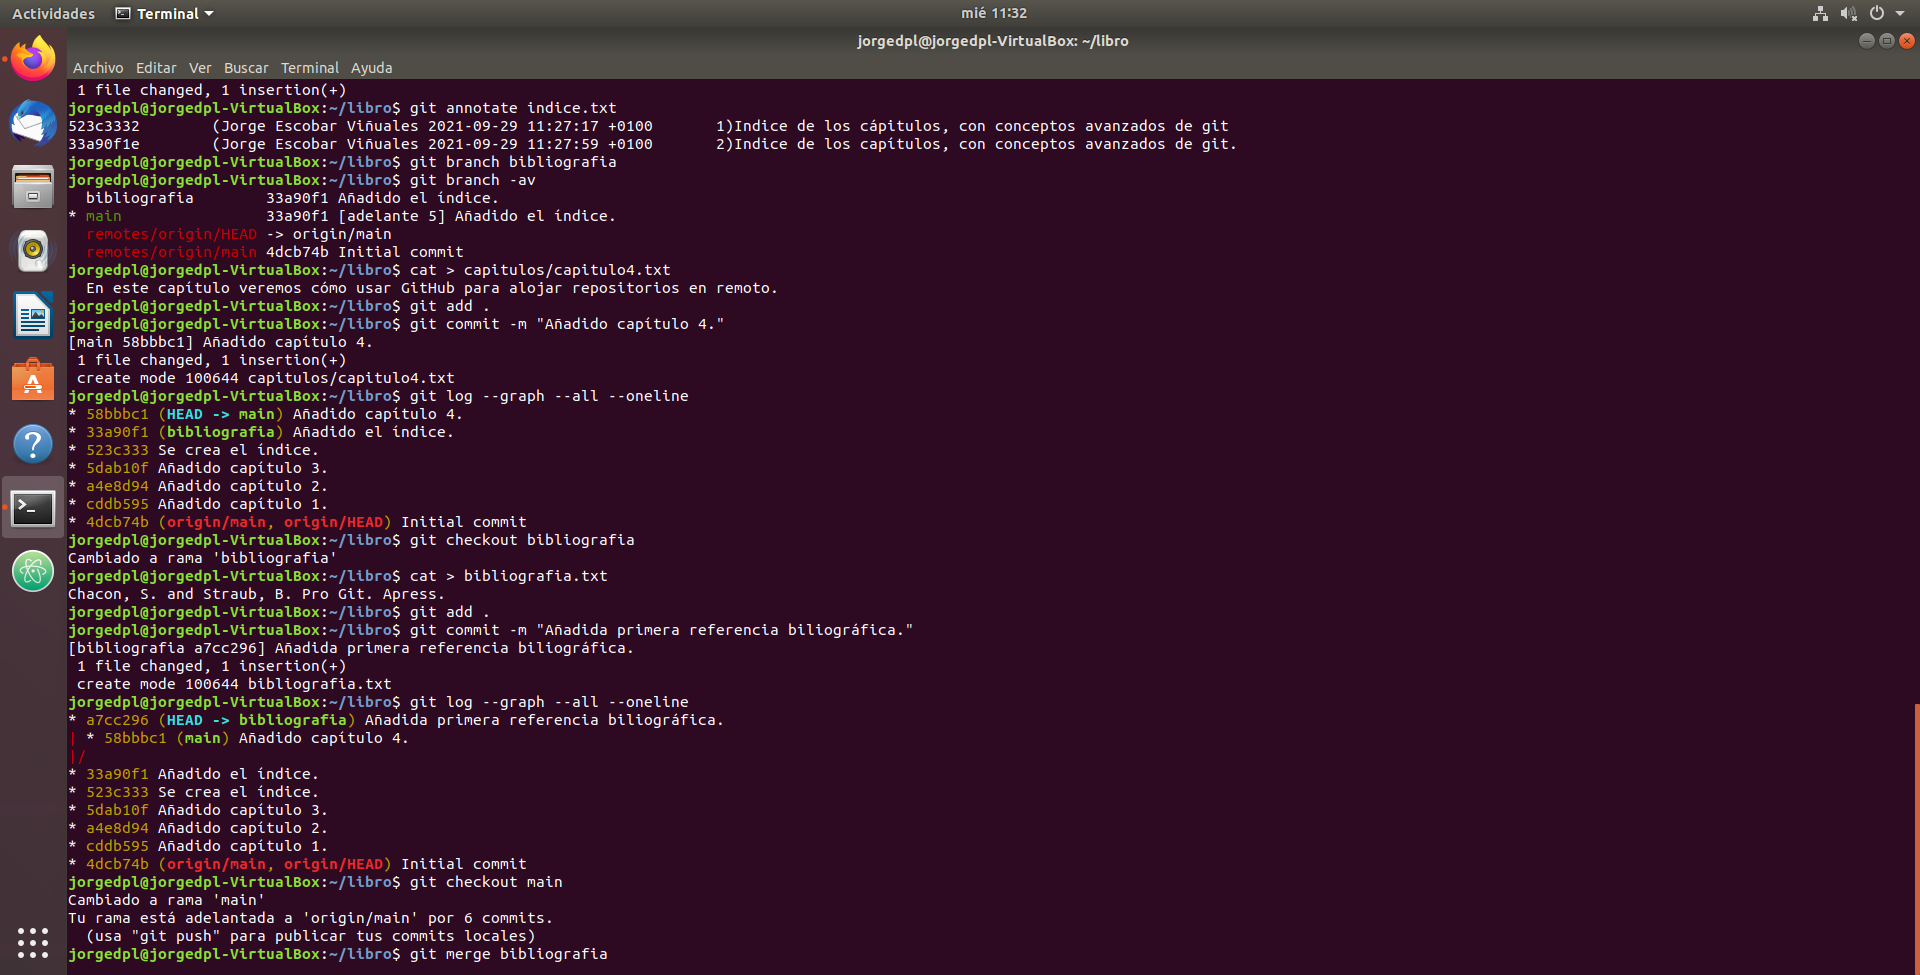 Actividades Terminal mié 11:32
jorgedpl@jorgedpl-VirtualBox: ~/libro
Archivo Editar Ver Buscar Terminal Ayuda
 1 file changed, 1 insertion(+)
jorgedpl@jorgedpl-VirtualBox:~/libro$ git annotate indice.txt
523c3332        (Jorge Escobar Viñuales 2021-09-29 11:27:17 +0100       1)Indice de los cápitulos, con conceptos avanzados de git
33a90f1e        (Jorge Escobar Viñuales 2021-09-29 11:27:59 +0100       2)Indice de los capítulos, con conceptos avanzados de git.
jorgedpl@jorgedpl-VirtualBox:~/libro$ git branch bibliografia
jorgedpl@jorgedpl-VirtualBox:~/libro$ git branch -av
  bibliografia        33a90f1 Añadido el índice.
* main                33a90f1 [adelante 5] Añadido el índice.
  remotes/origin/HEAD -> origin/main
  remotes/origin/main 4dcb74b Initial commit
jorgedpl@jorgedpl-VirtualBox:~/libro$ cat > capitulos/capitulo4.txt
  En este capítulo veremos cómo usar GitHub para alojar repositorios en remoto.
jorgedpl@jorgedpl-VirtualBox:~/libro$ git add .
jorgedpl@jorgedpl-VirtualBox:~/libro$ git commit -m "Añadido capítulo 4."
[main 58bbbc1] Añadido capítulo 4.
 1 file changed, 1 insertion(+)
 create mode 100644 capitulos/capitulo4.txt
jorgedpl@jorgedpl-VirtualBox:~/libro$ git log --graph --all --oneline
* 58bbbc1 (HEAD -> main) Añadido capítulo 4.
* 33a90f1 (bibliografia) Añadido el índice.
* 523c333 Se crea el índice.
* 5dab10f Añadido capítulo 3.
* a4e8d94 Añadido capítulo 2.
* cddb595 Añadido capítulo 1.
* 4dcb74b (origin/main, origin/HEAD) Initial commit
jorgedpl@jorgedpl-VirtualBox:~/libro$ git checkout bibliografia
Cambiado a rama 'bibliografia'
jorgedpl@jorgedpl-VirtualBox:~/libro$ cat > bibliografia.txt
Chacon, S. and Straub, B. Pro Git. Apress.
jorgedpl@jorgedpl-VirtualBox:~/libro$ git add .
jorgedpl@jorgedpl-VirtualBox:~/libro$ git commit -m "Añadida primera referencia biliográfica."
[bibliografia a7cc296] Añadida primera referencia biliográfica.
 1 file changed, 1 insertion(+)
 create mode 100644 bibliografia.txt
jorgedpl@jorgedpl-VirtualBox:~/libro$ git log --graph --all --oneline
* a7cc296 (HEAD -> bibliografia) Añadida primera referencia biliográfica.
| * 58bbbc1 (main) Añadido capítulo 4.
|/
* 33a90f1 Añadido el índice.
* 523c333 Se crea el índice.
* 5dab10f Añadido capítulo 3.
* a4e8d94 Añadido capítulo 2.
* cddb595 Añadido capítulo 1.
* 4dcb74b (origin/main, origin/HEAD) Initial commit
jorgedpl@jorgedpl-VirtualBox:~/libro$ git checkout main
Cambiado a rama 'main'
Tu rama está adelantada a 'origin/main' por 6 commits.
  (usa "git push" para publicar tus commits locales)
jorgedpl@jorgedpl-VirtualBox:~/libro$ git merge bibliografia